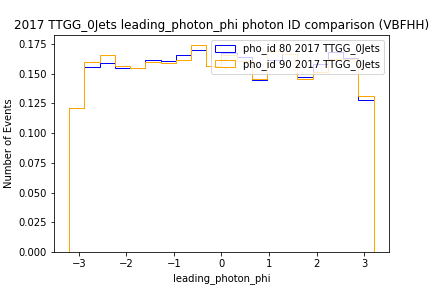 2017 TTGG_0Jets leading_photon_phi photon ID comparison (VBFHH)
pho_id 80 2017 TTGG_0Jets
pho_id 90 2017 TTGG_0Jets
Number of Events
0.175
0.150
0.125
0.100
0.075
0.050
0.025
0.000
−3 −2 −1 0 1 2 3
leading_photon_phi